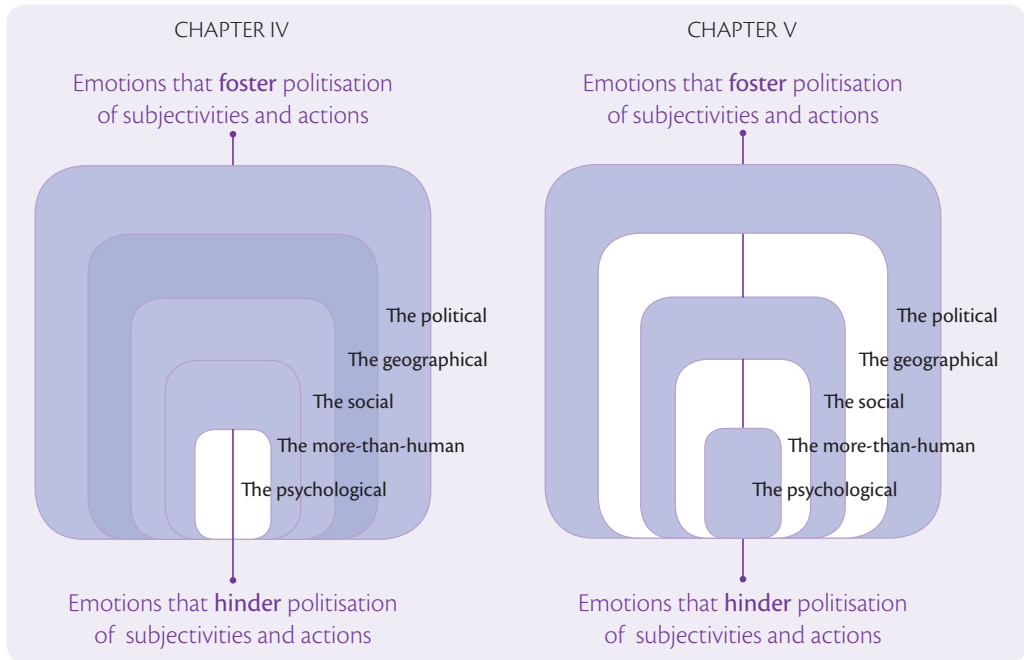 CHAPTER IV
Emotions that foster politisation
of subjectivities and actions
The political
The geographical
The social
The more-than-human
The psychological
Emotions that hinder politisation
of subjectivities and actions
CHAPTER V
Emotions that foster politisation
of subjectivities and actions
The political
The geographical
The social
The more-than-human
The psychological
Emotions that hinder politisation
of subjectivities and actions